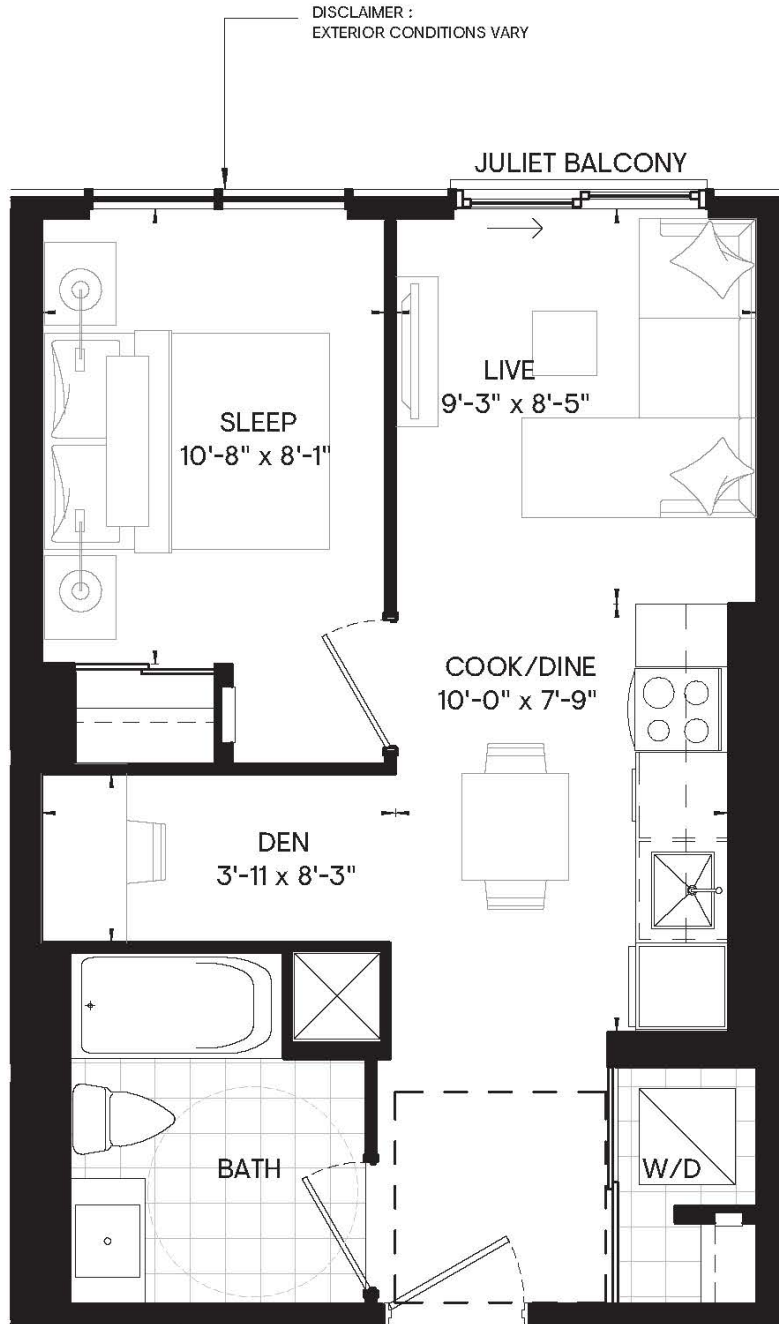 DISCLAIMER :
EXTERIOR CONDITIONS VARY
JULIET BALCONY
LIVE
9'-3" x 8'-5"
SLEEP
10'-8" x 8'-1"
COOK/DINE
10'-0" x 7'-9"
DEN
3'-11 x 8'-3"
BATH
W/D